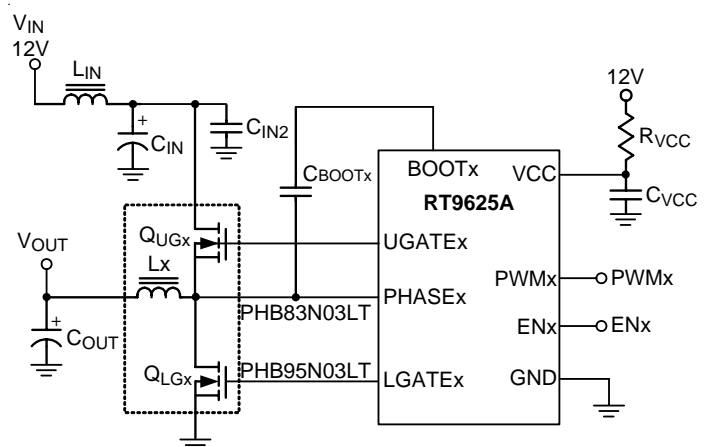 VIN
12V
LIN
12V
RVCC
CIN
CIN2
CBOOTx
BOOTx
VCC
RT9625A
CVCC
VOUT
QUGx
UGATEx
Lx
PWMx
PWMx
PHASEx
PHB83N03LT
COUT
ENx
ENx
QLGx
PHB95N03LT
LGATEx
GND
+
+